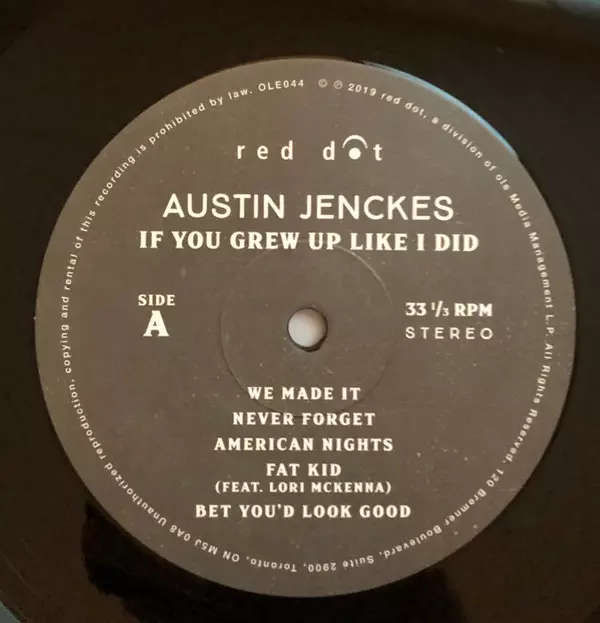 red dot
AUSTIN JENCKES
IF YOU GREW UP LIKE I DID
SIDE
A
33 1/3 RPM
STEREO
WE MADE IT
NEVER FORGET
AMERICAN NIGHTS
FAT KID
(FEAT. LORI MCKENNA)
BET YOU'D LOOK GOOD
OLE044 © ℗ 2019 red dot, a division of ole Media Management L.P. All Rights Reserved. 120 Bremner Boulevard, Suite 2900, Toronto, ON M5J 0A8 Unauthorized reproduction, copying and rental of this recording is prohibited by law.